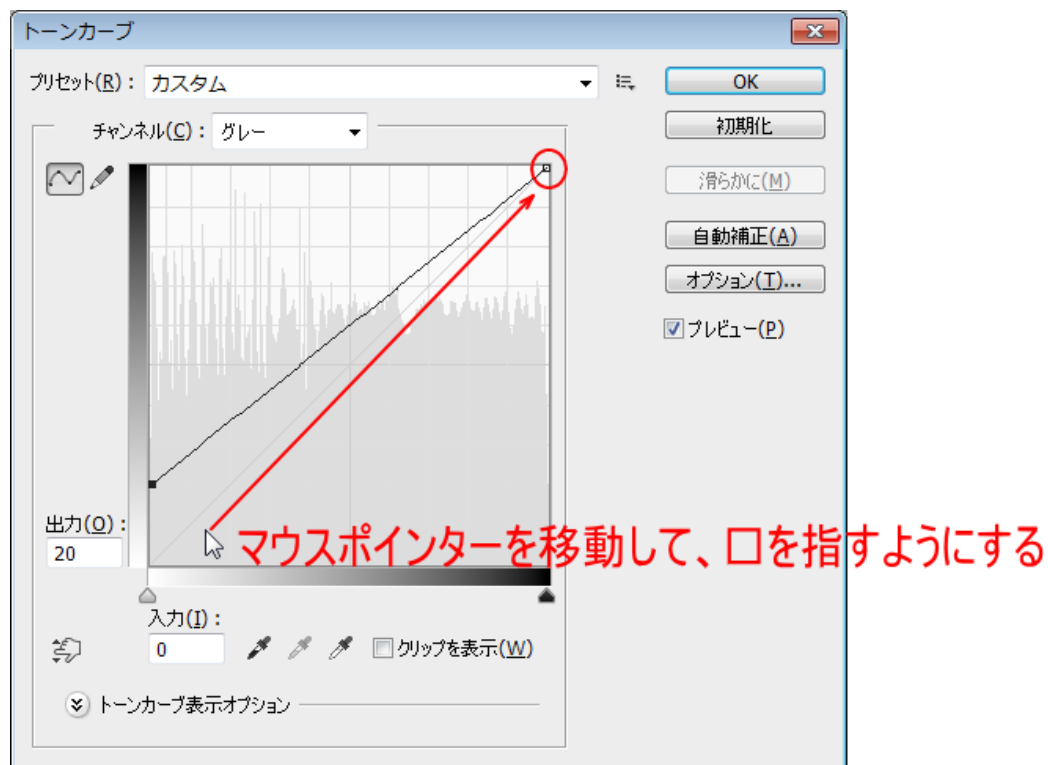 トーンカーブ
プリセット(R)： カスタム
OK
チャンネル(C)： グレー
初期化
滑らかに(M)
自動補正(A)
オプション(T)...
プレビュー(P)
出力(O)：
20
マウスポインターを移動して、口を指すようにする
入力(I)：
0
クリップを表示(W)
トーンカーブ表示オプション